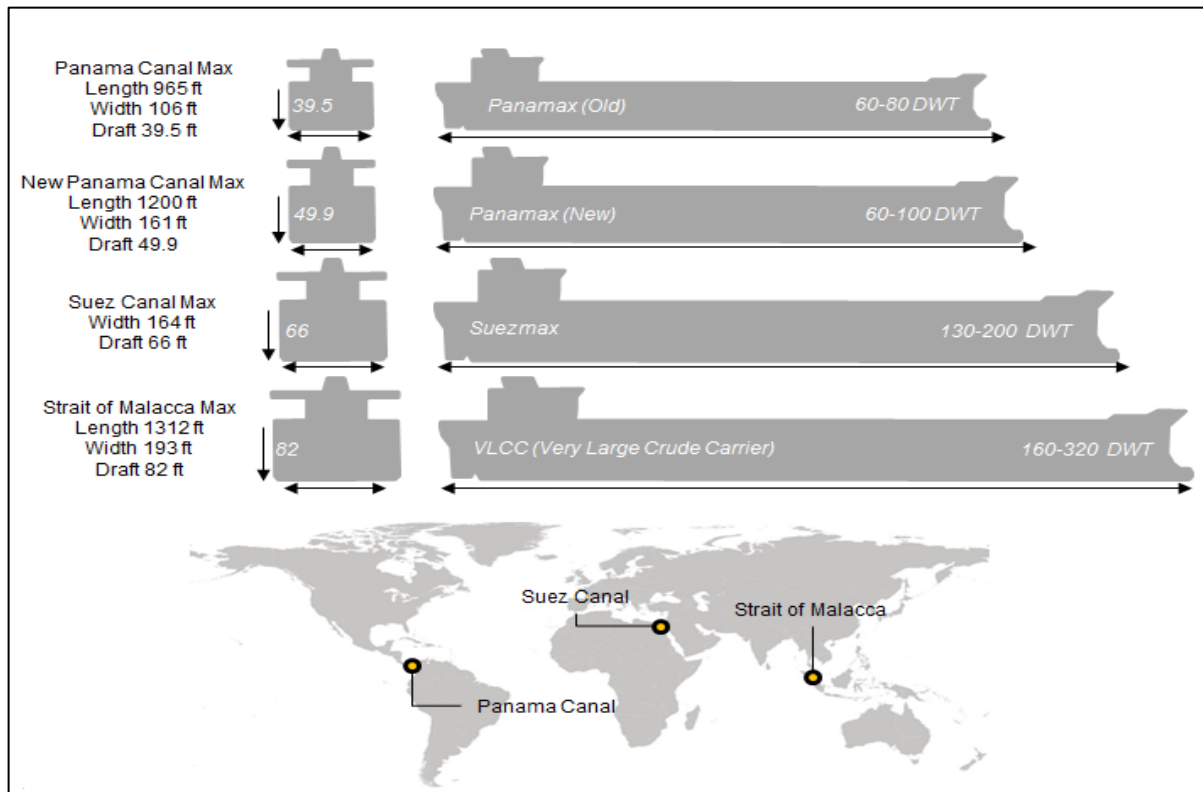 Panama Canal Max
Length 965 ft
Width 106 ft
Draft 39.5 ft
39.5
Panamax (Old)
60-80 DWT
New Panama Canal Max
Length 1200 ft
Width 161 ft
Draft 49.9
49.9
Panamax (New)
60-100 DWT
Suez Canal Max
Width 164 ft
Draft 66 ft
66
Suezmax
130-200 DWT
Strait of Malacca Max
Length 1312 ft
Width 193 ft
Draft 82 ft
82
VLCC (Very Large Crude Carrier)
160-320 DWT
Suez Canal
Strait of Malacca
Panama Canal